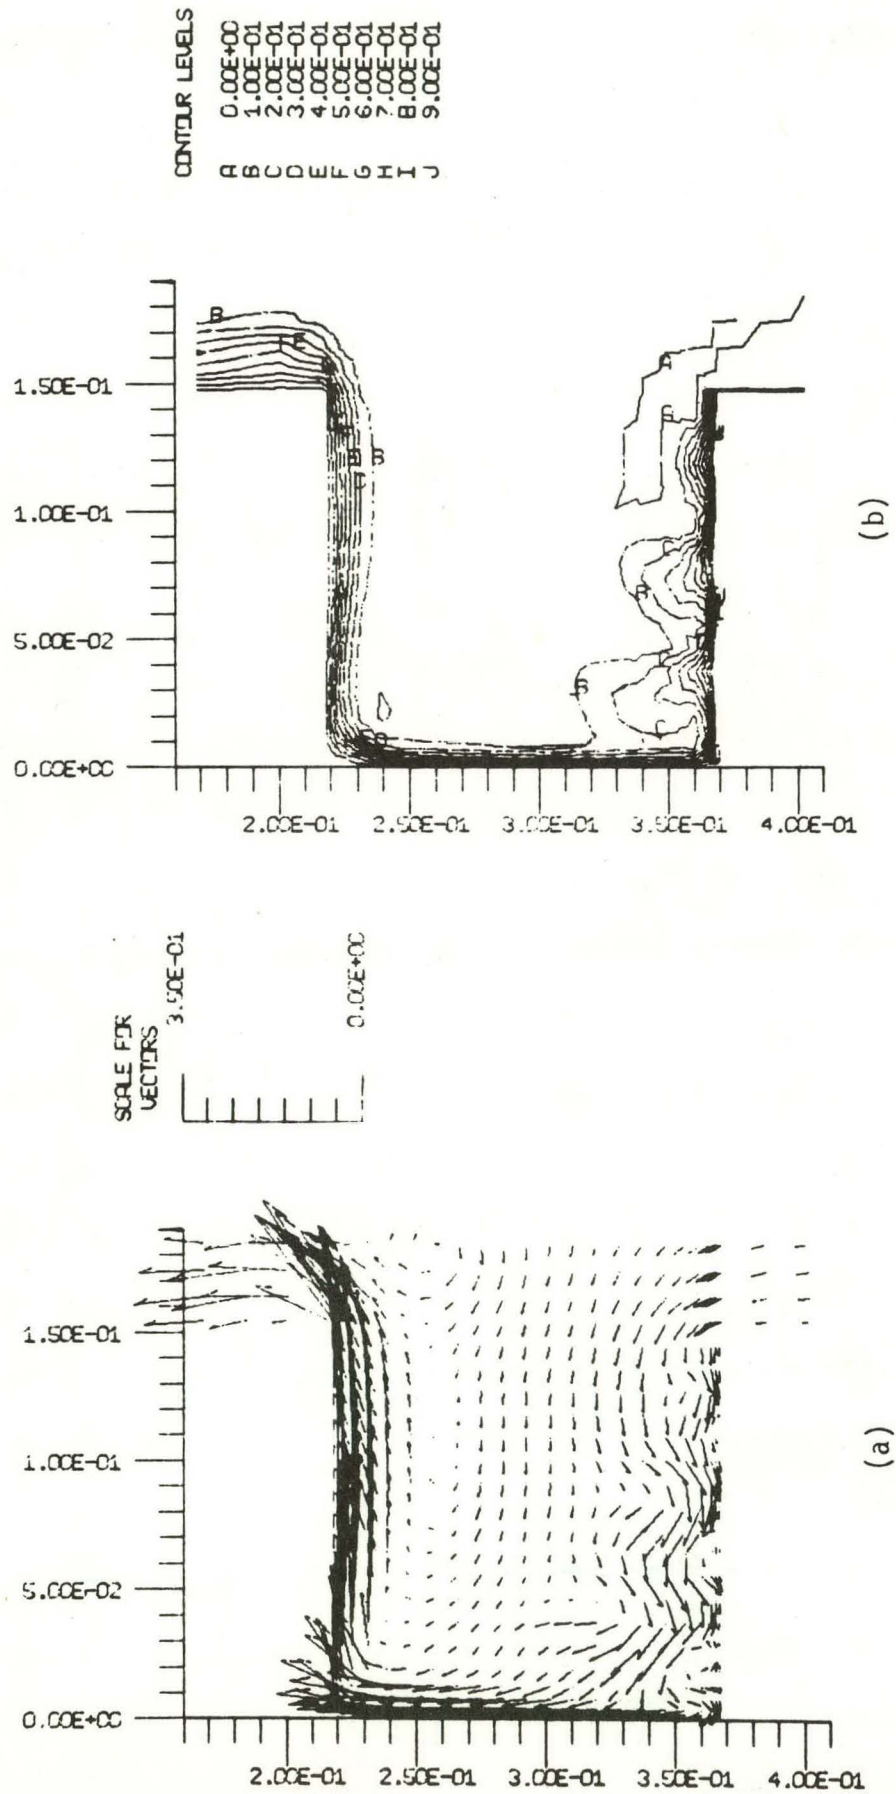 CONTOUR LEVELS
A 0.00E+00
B 1.00E-01
C 2.00E-01
D 3.00E-01
E 4.00E-01
F 5.00E-01
G 6.00E-01
H 7.00E-01
I 8.00E-01
J 9.00E-01
1.50E-01
1.00E-01
5.00E-02
0.00E+00
2.00E-01 2.50E-01 3.00E-01 3.50E-01 4.00E-01
(b)
SCALE FOR
VECTORS
3.50E-01
0.00E+00
1.50E-01
1.00E-01
5.00E-02
0.00E+00
2.00E-01 2.50E-01 3.00E-01 3.50E-01 4.00E-01
(a)